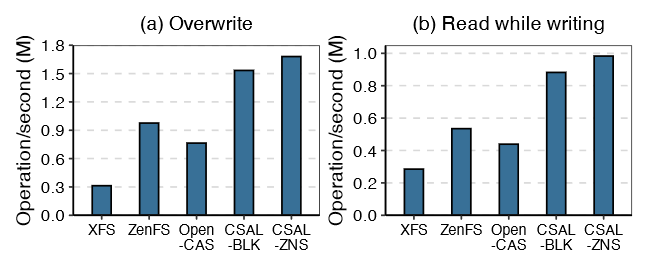 (a) Overwrite
Operation/second (M)
1.8
1.5
1.2
0.9
0.6
0.3
0.0
XFS ZenFS Open CSAL CSAL
-CAS -BLK -ZNS
(b) Read while writing
Operation/second (M)
1.0
0.8
0.6
0.4
0.2
0.0
XFS ZenFS Open CSAL CSAL
-CAS -BLK -ZNS